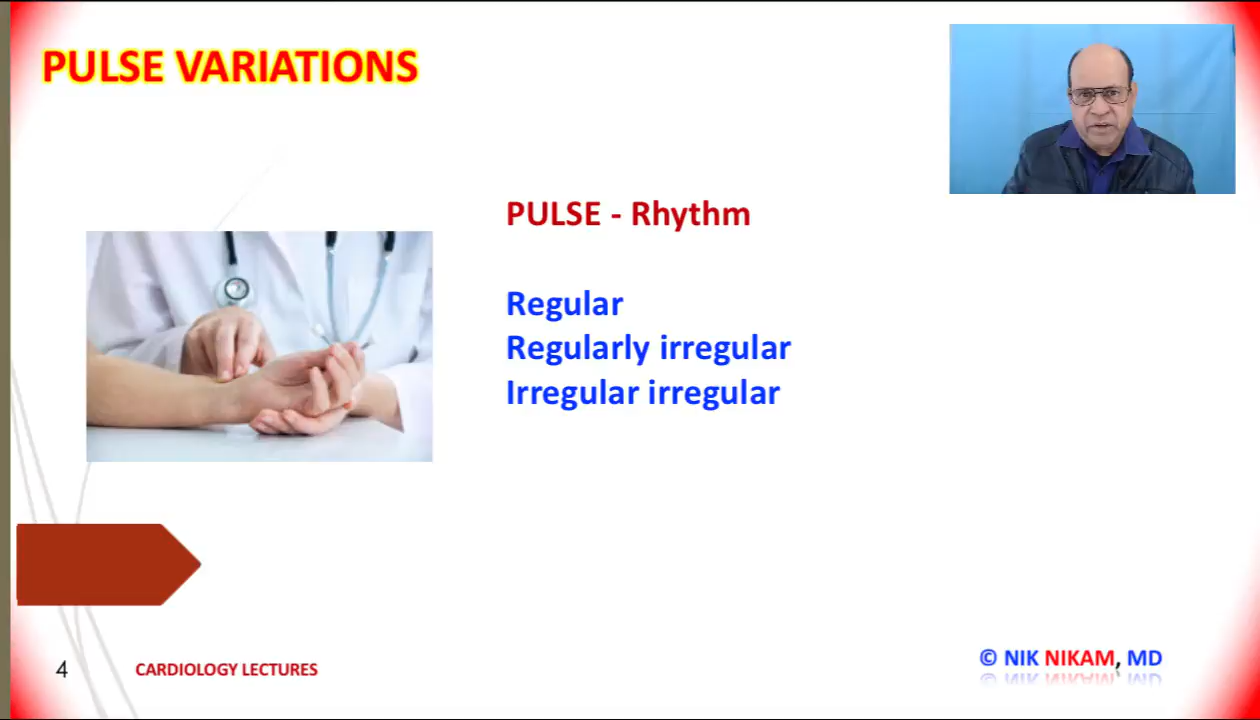 PULSE VARIATIONS
PULSE - Rhythm
Regular
Regularly irregular
Irregular irregular
4
CARDIOLOGY LECTURES
© NIK NIKAM, MD